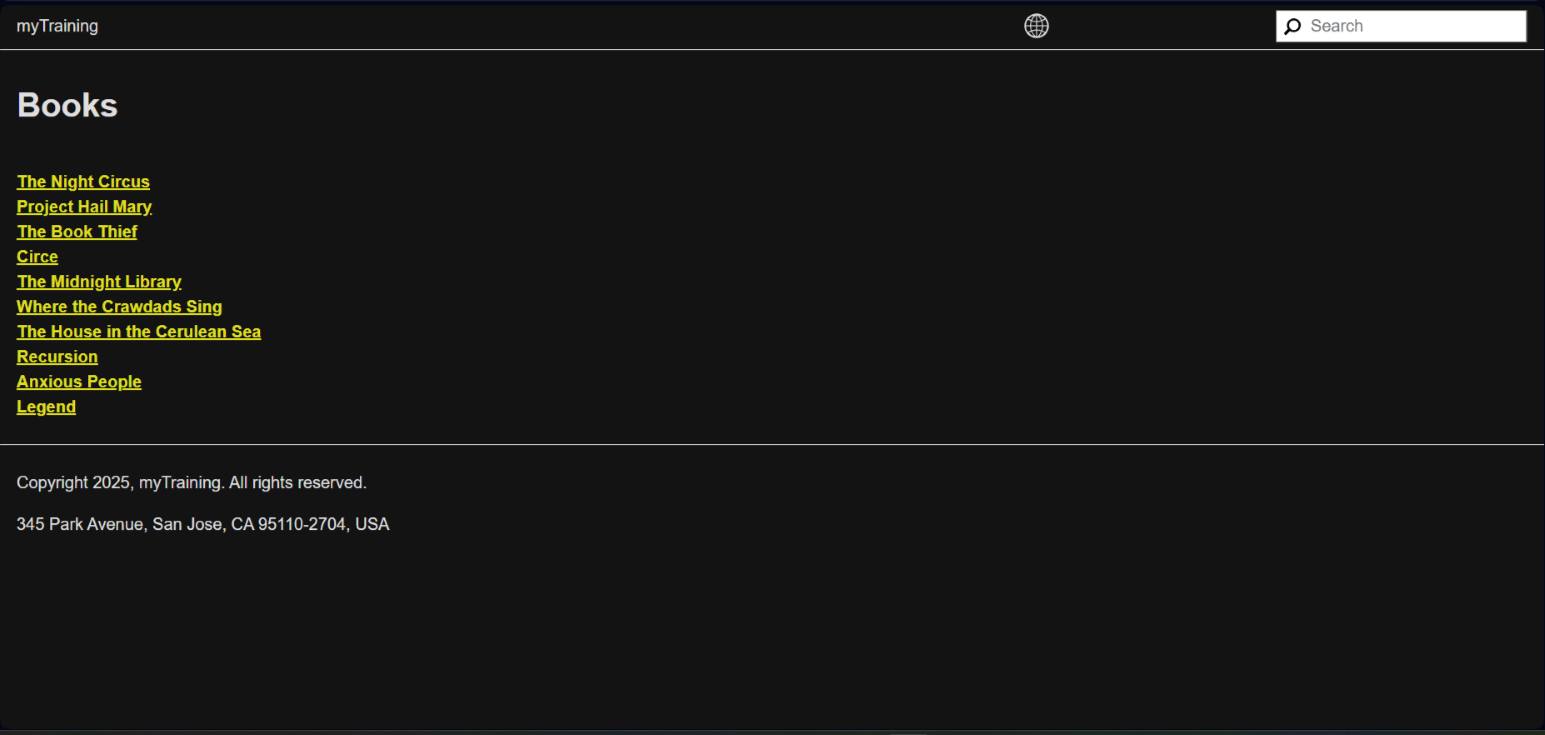 myTraining
Search
Books
The Night Circus
Project Hail Mary
The Book Thief
Circe
The Midnight Library
Where the Crawdads Sing
The House in the Cerulean Sea
Recursion
Anxious People
Legend
Copyright 2025, myTraining. All rights reserved.
345 Park Avenue, San Jose, CA 95110-2704, USA